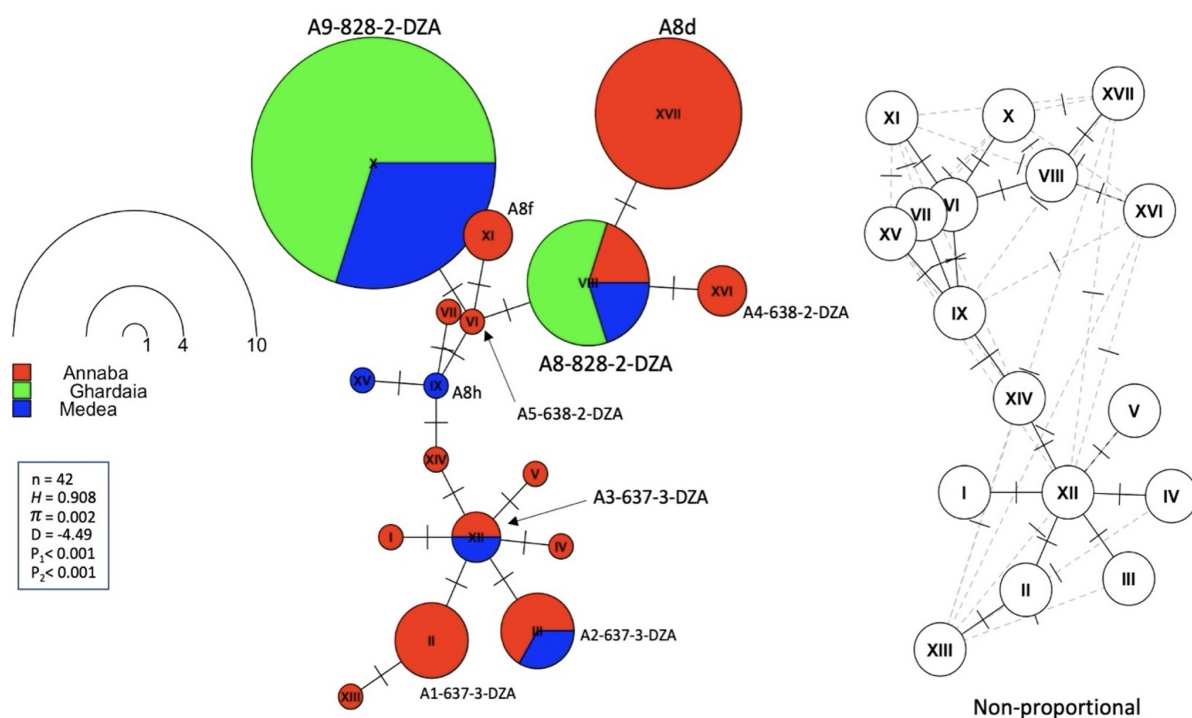 A9-828-2-DZA
A8d
X
XVII
A8f
XI
VIII
XVI
A4-638-2-DZA
VII
VI
A8-828-2-DZA
XV
IX
A8h
A5-638-2-DZA
1 4 10
Annaba
Ghardaia
Medea
n = 42
H = 0.908
π = 0.002
D = -4.49
P1< 0.001
P2< 0.001
XIV
V
A3-637-3-DZA
I
XII
IV
II
III
A2-637-3-DZA
XIII
A1-637-3-DZA
XVII
XI
X
VIII
XVI
VII
VI
XV
IX
XIV
V
I
XII
IV
II
III
XIII
Non-proportional